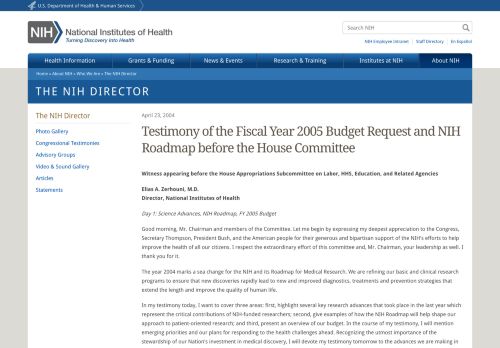 U.S. Department of Health & Human Services
NIH
National Institutes of Health
Turning Discovery Into Health
Search NIH
NIH Employee Intranet
Staff Directory
En Español
Health Information
Grants & Funding
News & Events
Research & Training
Institutes at NIH
About NIH
Home » About NIH » Who We Are » The NIH Director
THE NIH DIRECTOR
The NIH Director
Photo Gallery
Congressional Testimonies
Advisory Groups
Video & Sound Gallery
Articles
Statements
April 23, 2004
Testimony of the Fiscal Year 2005 Budget Request and NIH
Roadmap before the House Committee
Witness appearing before the House Appropriations Subcommittee on Labor, HHS, Education, and Related Agencies
Elias A. Zerhouni, M.D.
Director, National Institutes of Health
Day 1: Science Advances, NIH Roadmap, FY 2005 Budget
Good morning, Mr. Chairman and members of the Committee. Let me begin by expressing my deepest appreciation to the Congress,
Secretary Thompson, President Bush, and the American people for their generous and bipartisan support of the NIH's efforts to help
improve the health of all our citizens. I respect the extraordinary effort of this committee and, Mr. Chairman, your leadership as well. I
thank you for it.
The year 2004 marks a sea change for the NIH and its Roadmap for Medical Research. We are refining our basic and clinical research
programs to ensure that new discoveries rapidly lead to new and improved diagnostics, treatments and prevention strategies that
extend the length and improve the quality of human life.
In my testimony today, I want to cover three areas: first, highlight several key research advances that took place in the last year which
represent the critical contributions of NIH-funded researchers; second, give examples of how the NIH Roadmap will help shape our
approach to patient-oriented research; and third, present an overview of our budget. In the course of my testimony, I will mention
emerging priorities and our plans for responding to the health challenges ahead. Recognizing the utmost importance of the
stewardship of our Nation's investment in medical discovery, I will devote my testimony tomorrow to the advances we are making in